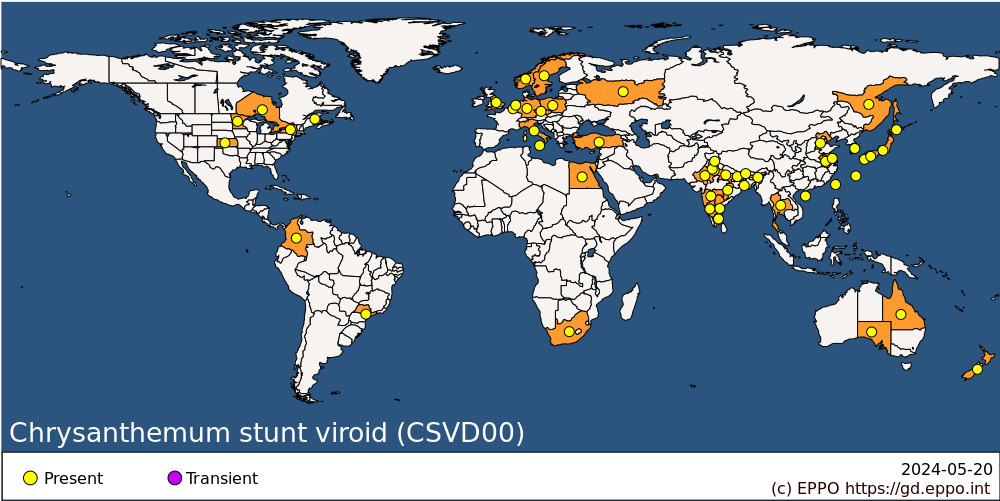 Chrysanthemum stunt viroid (CSVD00)
Present
Transient
2024-05-20
(c) EPPO https://gd.eppo.int